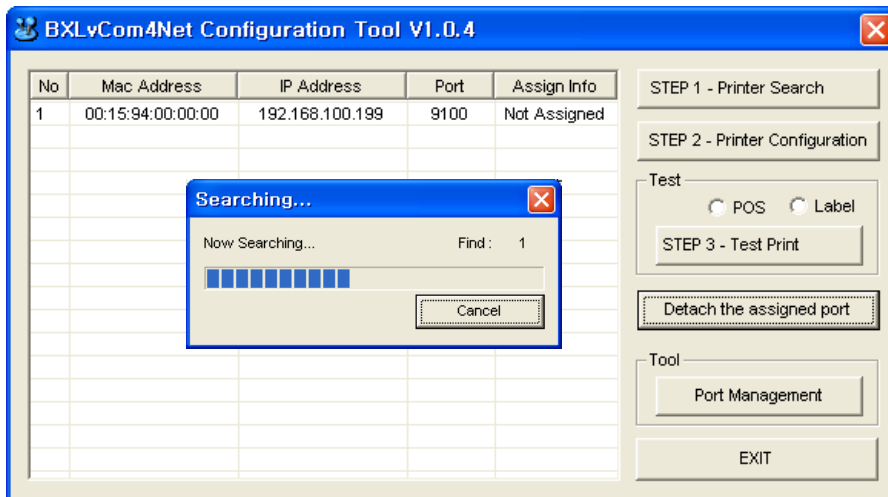 BXLvCom4Net Configuration Tool V1.0.4
No Mac Address IP Address Port Assign Info
1 00:15:94:00:00:00 192.168.100.199 9100 Not Assigned
STEP 1 - Printer Search
STEP 2 - Printer Configuration
Test
POS Label
STEP 3 - Test Print
Detach the assigned port
Tool
Port Management
EXIT
Searching...
Now Searching... Find : 1
Cancel